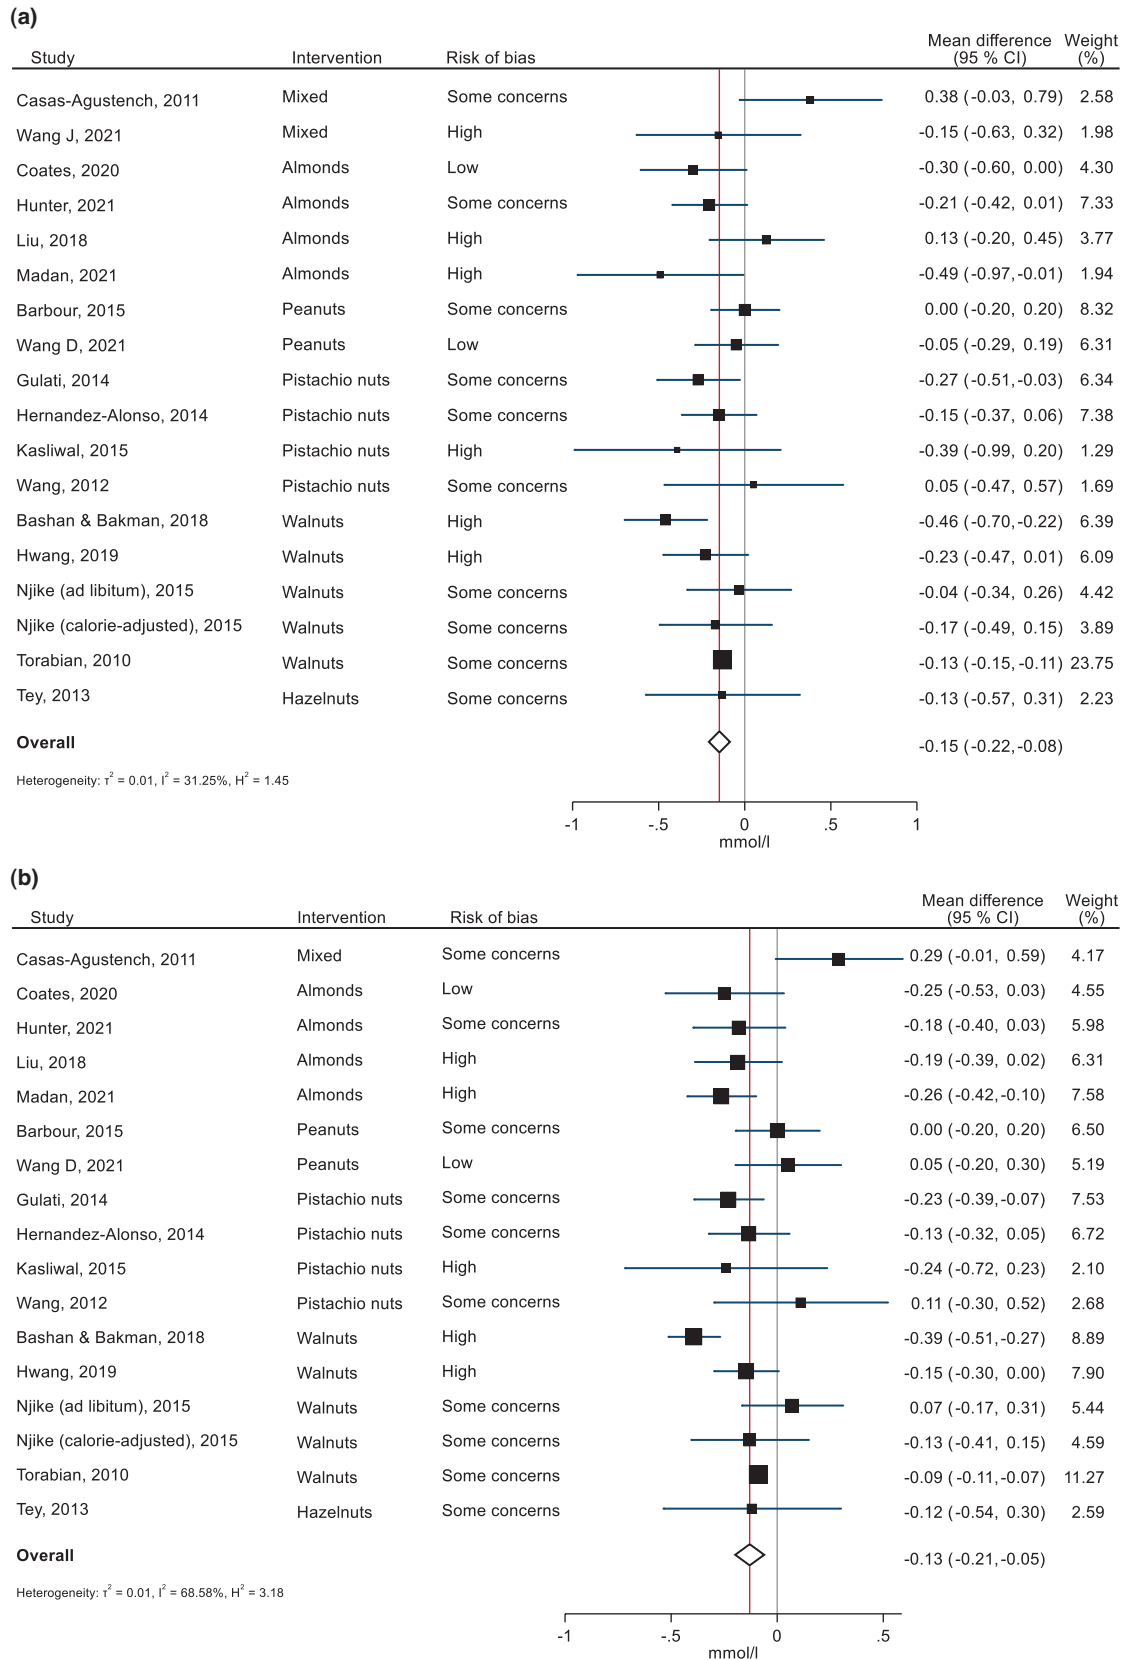 (a)
Study Intervention Risk of bias Mean difference (95 % CI) Weight (%)
Casas-Agustench, 2011 Mixed Some concerns 0.38 (-0.03, 0.79) 2.58
Wang J, 2021 Mixed High -0.15 (-0.63, 0.32) 1.98
Coates, 2020 Almonds Low -0.30 (-0.60, 0.00) 4.30
Hunter, 2021 Almonds Some concerns -0.21 (-0.42, 0.01) 7.33
Liu, 2018 Almonds High 0.13 (-0.20, 0.45) 3.77
Madan, 2021 Almonds High -0.49 (-0.97,-0.01) 1.94
Barbour, 2015 Peanuts Some concerns 0.00 (-0.20, 0.20) 8.32
Wang D, 2021 Peanuts Low -0.05 (-0.29, 0.19) 6.31
Gulati, 2014 Pistachio nuts Some concerns -0.27 (-0.51,-0.03) 6.34
Hernandez-Alonso, 2014 Pistachio nuts Some concerns -0.15 (-0.37, 0.06) 7.38
Kasliwal, 2015 Pistachio nuts High -0.39 (-0.99, 0.20) 1.29
Wang, 2012 Pistachio nuts Some concerns 0.05 (-0.47, 0.57) 1.69
Bashan & Bakman, 2018 Walnuts High -0.46 (-0.70,-0.22) 6.39
Hwang, 2019 Walnuts High -0.23 (-0.47, 0.01) 6.09
Njike (ad libitum), 2015 Walnuts Some concerns -0.04 (-0.34, 0.26) 4.42
Njike (calorie-adjusted), 2015 Walnuts Some concerns -0.17 (-0.49, 0.15) 3.89
Torabian, 2010 Walnuts Some concerns -0.13 (-0.15,-0.11) 23.75
Tey, 2013 Hazelnuts Some concerns -0.13 (-0.57, 0.31) 2.23
Overall -0.15 (-0.22,-0.08)
Heterogeneity: τ² = 0.01, I² = 31.25%, H² = 1.45
-1 -.5 0 .5 1
mmol/l
(b)
Study Intervention Risk of bias Mean difference (95 % CI) Weight (%)
Casas-Agustench, 2011 Mixed Some concerns 0.29 (-0.01, 0.59) 4.17
Coates, 2020 Almonds Low -0.25 (-0.53, 0.03) 4.55
Hunter, 2021 Almonds Some concerns -0.18 (-0.40, 0.03) 5.98
Liu, 2018 Almonds High -0.19 (-0.39, 0.02) 6.31
Madan, 2021 Almonds High -0.26 (-0.42,-0.10) 7.58
Barbour, 2015 Peanuts Some concerns 0.00 (-0.20, 0.20) 6.50
Wang D, 2021 Peanuts Low 0.05 (-0.20, 0.30) 5.19
Gulati, 2014 Pistachio nuts Some concerns -0.23 (-0.39,-0.07) 7.53
Hernandez-Alonso, 2014 Pistachio nuts Some concerns -0.13 (-0.32, 0.05) 6.72
Kasliwal, 2015 Pistachio nuts High -0.24 (-0.72, 0.23) 2.10
Wang, 2012 Pistachio nuts Some concerns 0.11 (-0.30, 0.52) 2.68
Bashan & Bakman, 2018 Walnuts High -0.39 (-0.51,-0.27) 8.89
Hwang, 2019 Walnuts High -0.15 (-0.30, 0.00) 7.90
Njike (ad libitum), 2015 Walnuts Some concerns 0.07 (-0.17, 0.31) 5.44
Njike (calorie-adjusted), 2015 Walnuts Some concerns -0.13 (-0.41, 0.15) 4.59
Torabian, 2010 Walnuts Some concerns -0.09 (-0.11,-0.07) 11.27
Tey, 2013 Hazelnuts Some concerns -0.12 (-0.54, 0.30) 2.59
Overall -0.13 (-0.21,-0.05)
Heterogeneity: τ² = 0.01, I² = 68.58%, H² = 3.18
-1 -.5 0 .5
mmol/l